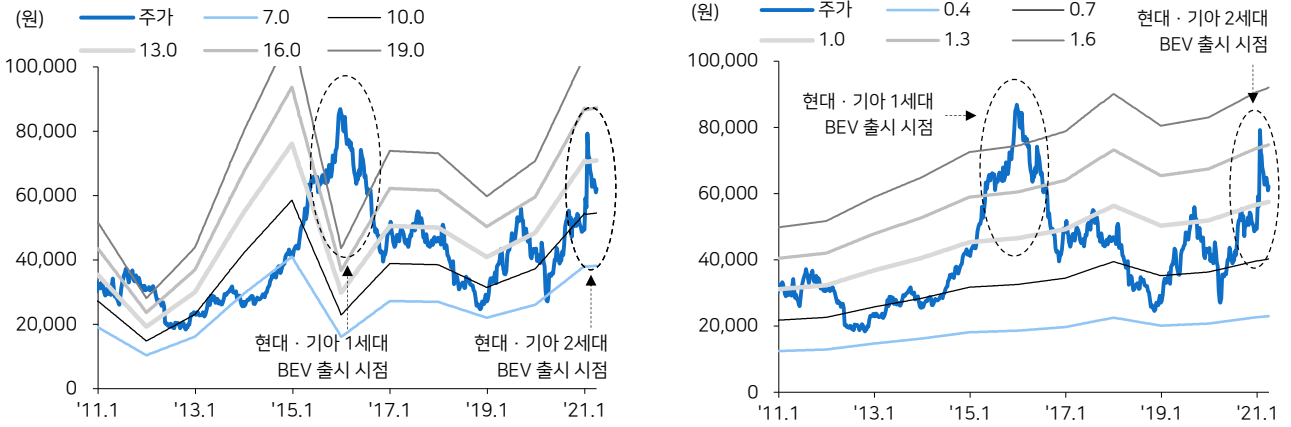 (원)
주가
7.0
10.0
13.0
16.0
19.0
100,000
80,000
60,000
40,000
20,000
0
'11.1
'13.1
'15.1
'17.1
'19.1
'21.1
현대 · 기아 1세대
BEV 출시 시점
현대 · 기아 2세대
BEV 출시 시점
(원)
주가
0.4
0.7
1.0
1.3
1.6
현대 · 기아 2세대
BEV 출시 시점
현대 · 기아 1세대
BEV 출시 시점
100,000
80,000
60,000
40,000
20,000
0
'11.1
'13.1
'15.1
'17.1
'19.1
'21.1